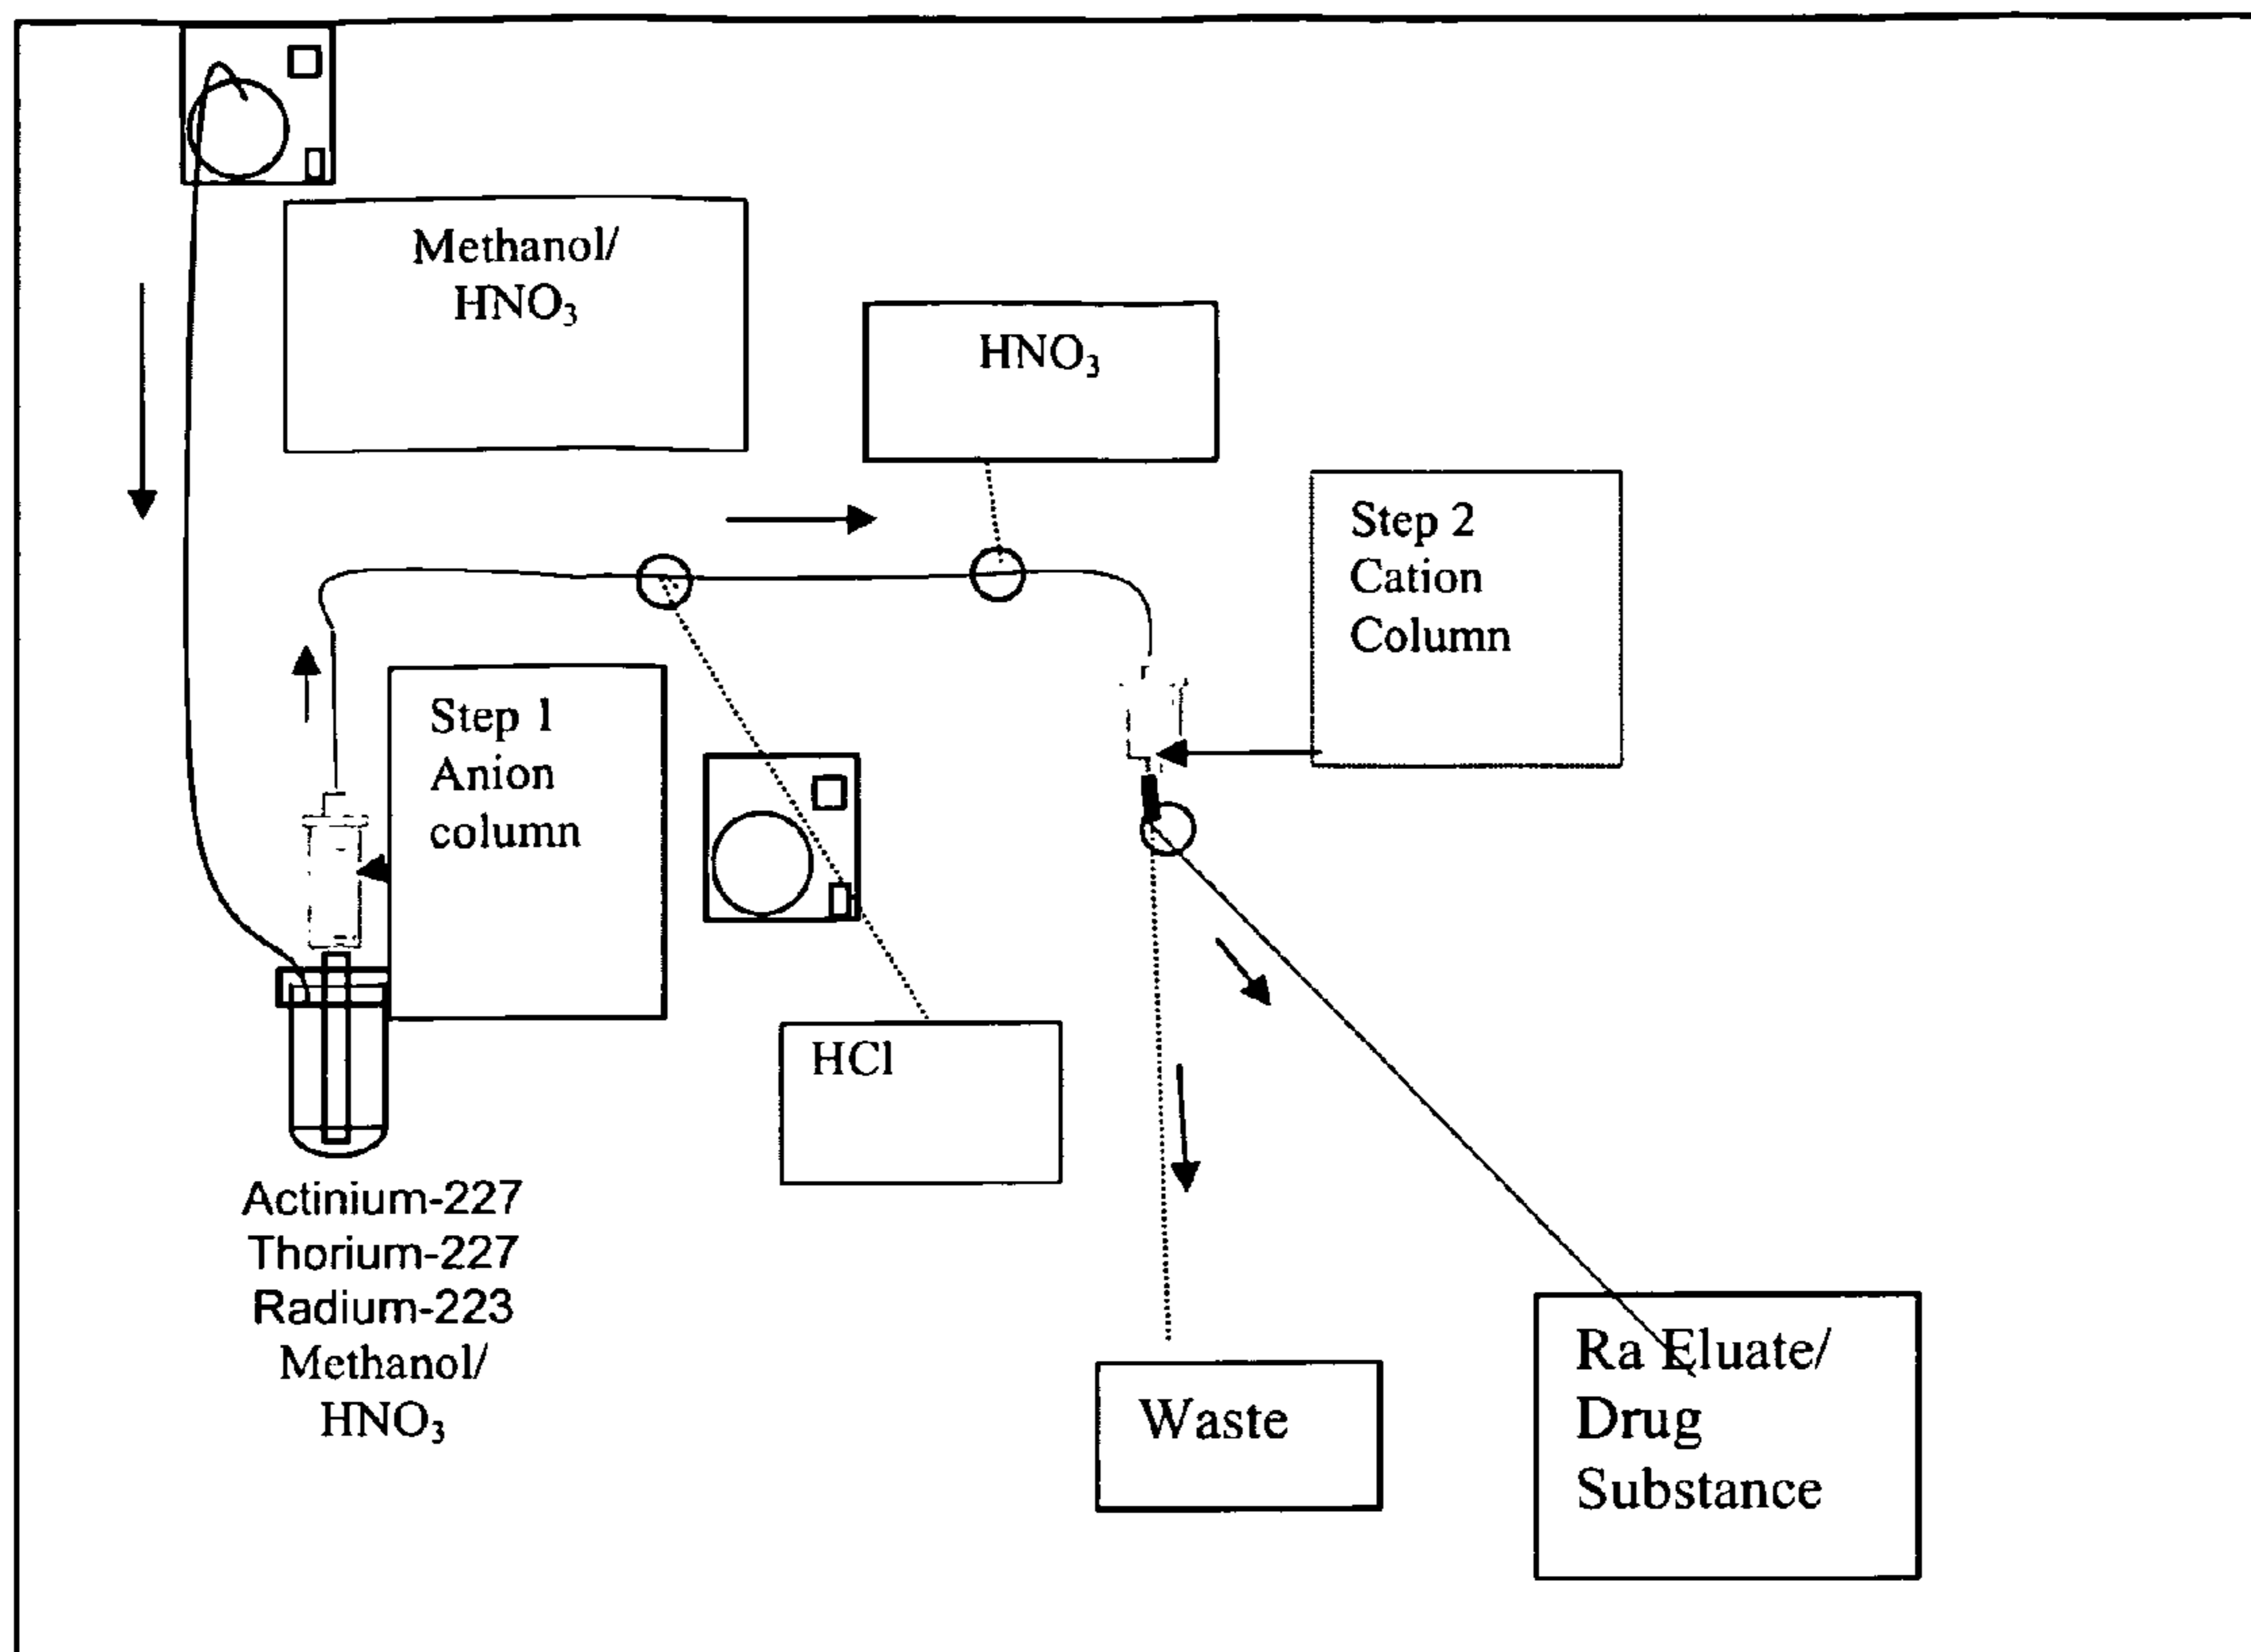 Methanol/
HNO₃
HNO₃
Step 2
Cation
Column
Step 1
Anion
column
HCl
Actinium-227
Thorium-227
Radium-223
Methanol/
HNO₃
Waste
Ra Eluate/
Drug
Substance